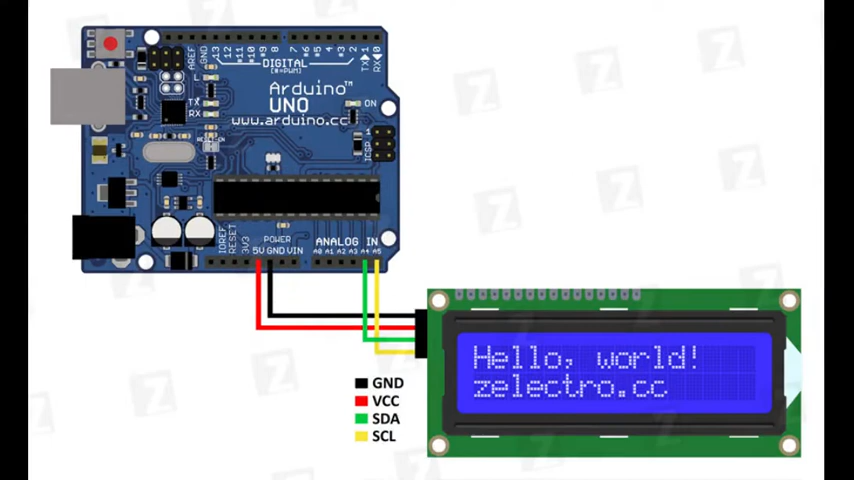 AREF
GND
13
12
*11
*10
*9
8
7
*6
*5
4
*3
2
TX▶1
RX◀0
DIGITAL
[*=PWM]
L
TX
RX
Arduino™
UNO
www.arduino.cc
ON
RESET-EN
1
ICSP
IOREF
RESET
3V3
5V GND VIN
POWER
ANALOG IN
A0 A1 A2 A3 A4 A5
Hello, world!
zelectro.cc
GND
VCC
SDA
SCL